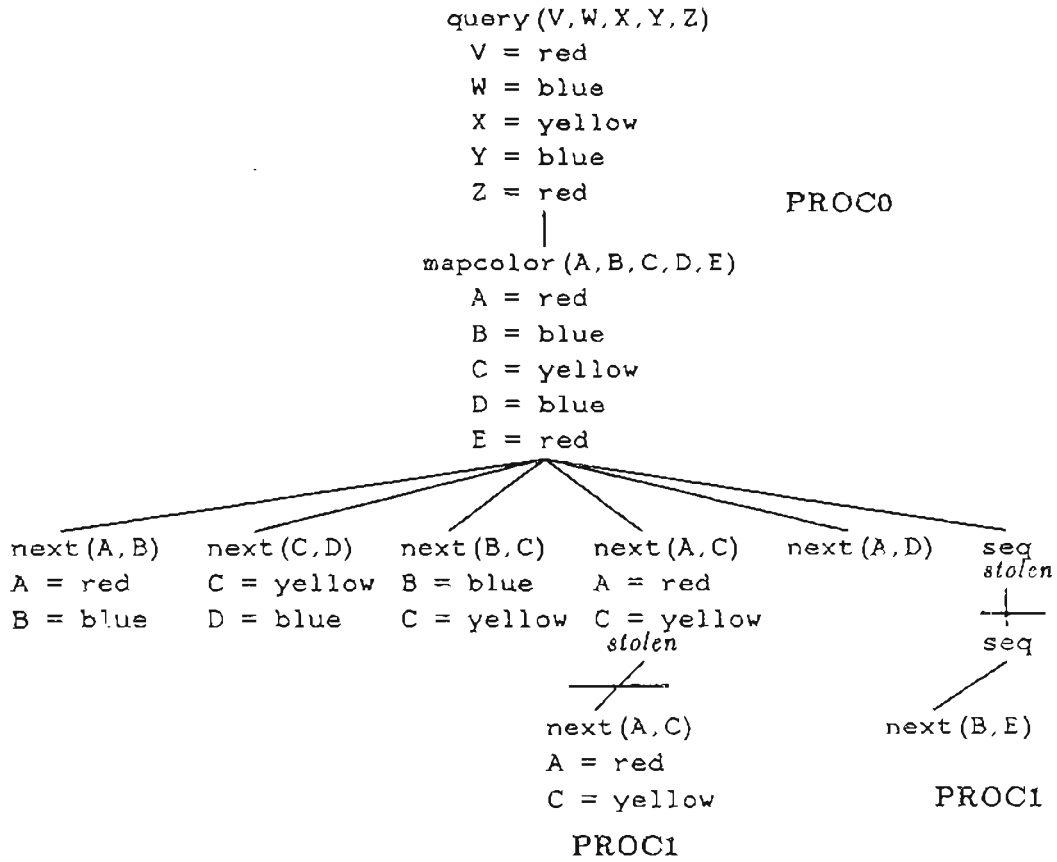 query(V,W,X,Y,Z)
V = red
W = blue
X = yellow
Y = blue
Z = red
PROC0
mapcolor(A,B,C,D,E)
A = red
B = blue
C = yellow
D = blue
E = red
next(A,B) next(C,D) next(B,C) next(A,C) next(A,D) seq
A = red C = yellow B = blue A = red stolen
B = blue D = blue C = yellow C = yellow
stolen seq
next(A,C) next(B,E)
A = red
C = yellow PROC1
PROC1